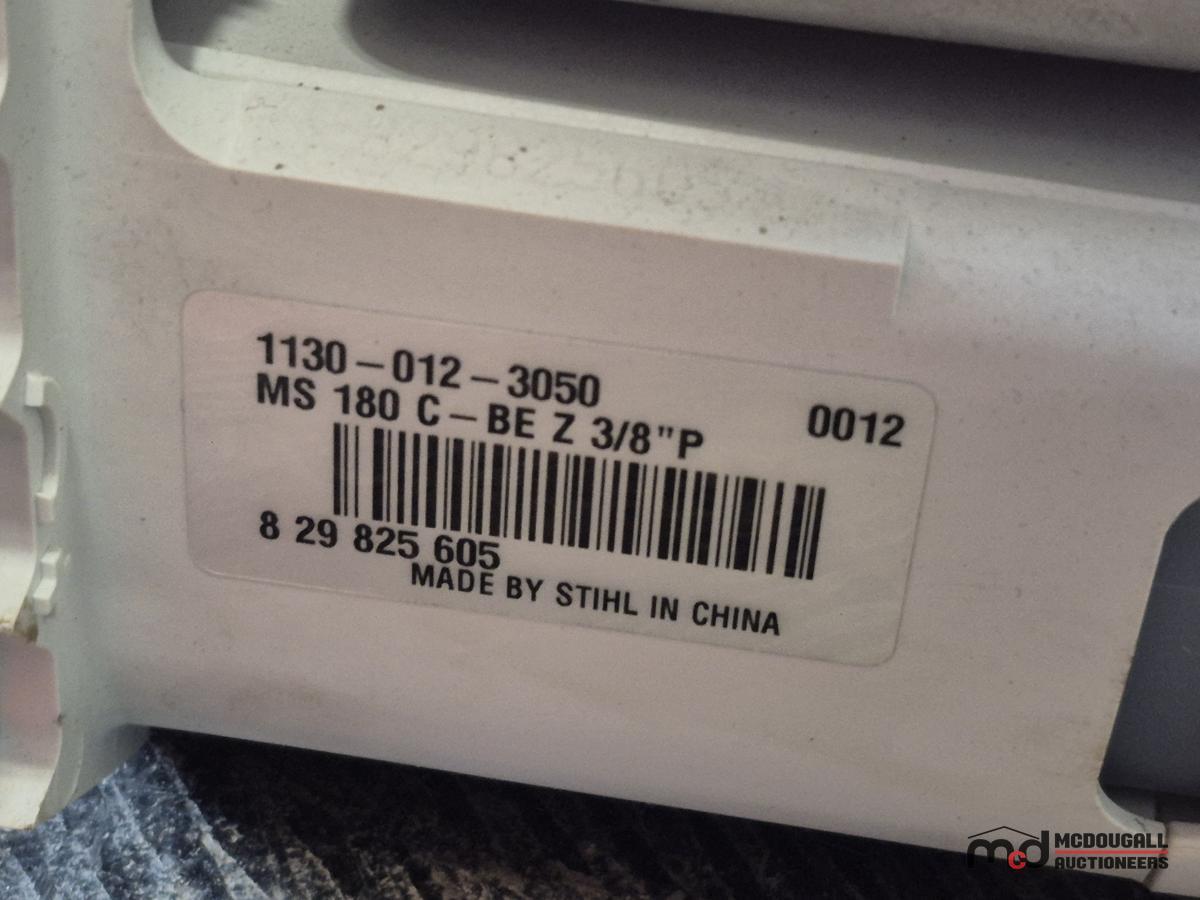 1130-012-3050
MS 180 C-BE Z 3/8"P 0012
8 29 825 605
MADE BY STIHL IN CHINA
mcd MCDOUGALL
AUCTIONEERS